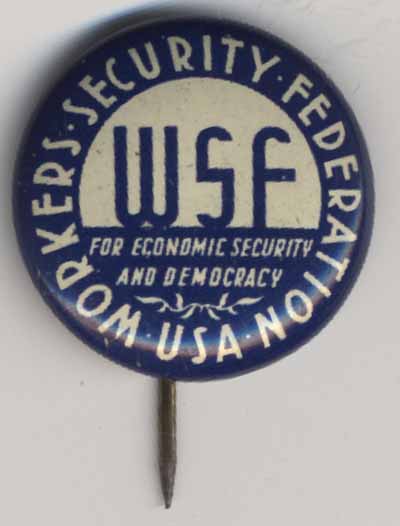 WORKERS · SECURITY · FEDERATION · USA ·
WSF
FOR ECONOMIC SECURITY
AND DEMOCRACY